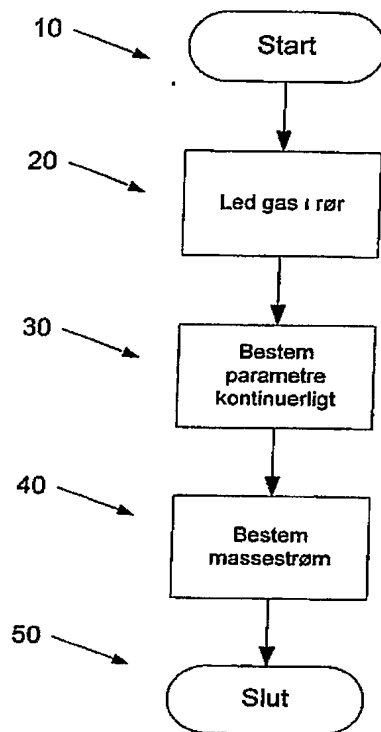 10
Start
20
Led gas i rør
30
Bestem
parametre
kontinuerligt
40
Bestem
massestrøm
50
Slut